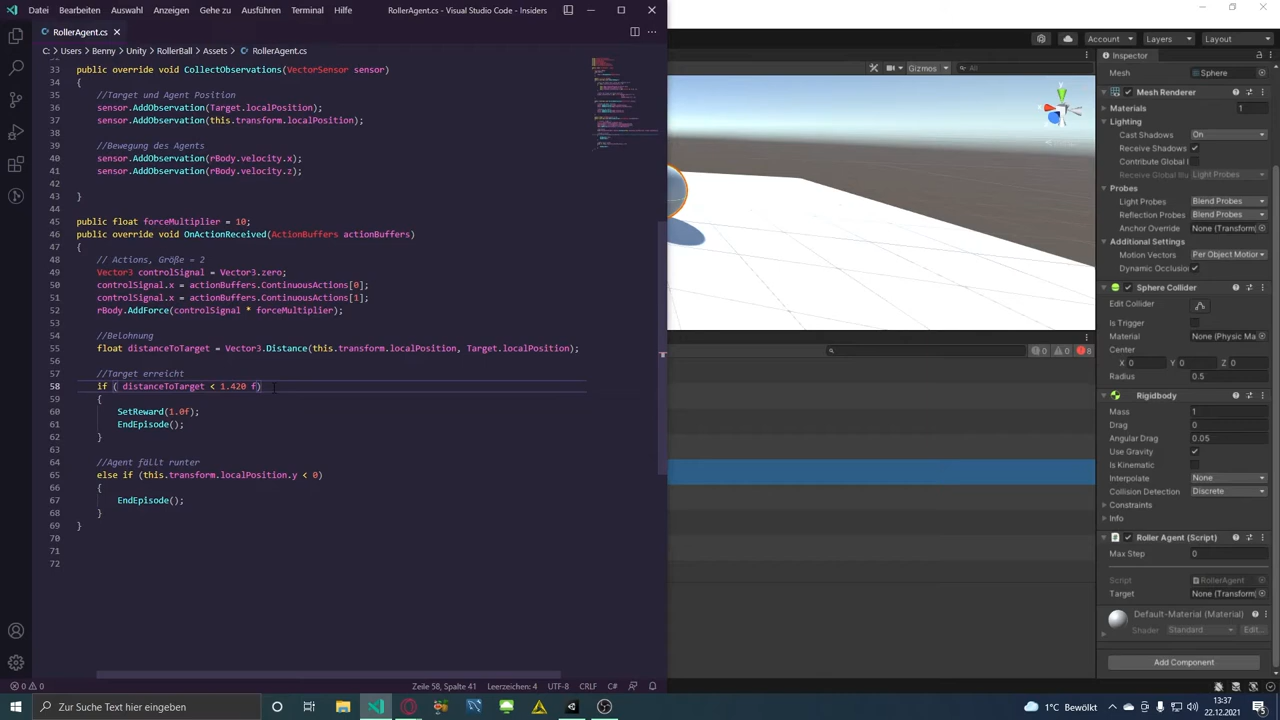 Datei Bearbeiten Auswahl Anzeigen Gehe zu Ausführen Terminal Hilfe RollerAgent.cs - Visual Studio Code - Insiders
RollerAgent.cs
C: > Users > Benny > Unity > RollerBall > Assets > RollerAgent.cs
33 public override void CollectObservations(VectorSensor sensor)
34
35 //Target und Agent Position
36 sensor.AddObservation(Target.localPosition);
37 sensor.AddObservation(this.transform.localPosition);
38
39 //Bewegung des Agents
40 sensor.AddObservation(rBody.velocity.x);
41 sensor.AddObservation(rBody.velocity.z);
42
43 }
44
45 public float forceMultiplier = 10;
46 public override void OnActionReceived(ActionBuffers actionBuffers)
47 {
48 // Actions, Größe = 2
49 Vector3 controlSignal = Vector3.zero;
50 controlSignal.x = actionBuffers.ContinuousActions[0];
51 controlSignal.x = actionBuffers.ContinuousActions[1];
52 rBody.AddForce(controlSignal * forceMultiplier);
53
54 //Belohnung
55 float distanceToTarget = Vector3.Distance(this.transform.localPosition, Target.localPosition);
56
57 //Target erreicht
58 if ( distanceToTarget < 1.420 f)
59 {
60 SetReward(1.0f);
61 EndEpisode();
62 }
63
64 //Agent fällt runter
65 else if (this.transform.localPosition.y < 0)
66 {
67 EndEpisode();
68 }
69 }
70
71
72
0 0
Zeile 58, Spalte 41 Leerzeichen: 4 UTF-8 CRLF C#
Account Layers Layout
Gizmos All
0 0 8
Inspector
Mesh Sphere
Mesh Renderer
Materials
Lighting
Cast Shadows On
Receive Shadows
Contribute Global I
Receive Global Illu Light Probes
Probes
Light Probes Blend Probes
Reflection Probes Blend Probes
Anchor Override None (Transform)
Additional Settings
Motion Vectors Per Object Motion
Dynamic Occlusion
Sphere Collider
Edit Collider
Is Trigger
Material None (Physic Ma
Center
X 0 Y 0 Z 0
Radius 0.5
Rigidbody
Mass 1
Drag 0
Angular Drag 0.05
Use Gravity
Is Kinematic
Interpolate None
Collision Detection Discrete
Constraints
Info
Roller Agent (Script)
Max Step 0
Script RollerAgent
Target None (Transform)
Default-Material (Material)
Shader Standard Edit...
Add Component
Zur Suche Text hier eingeben
1°C Bewölkt
13:37
22.12.2021